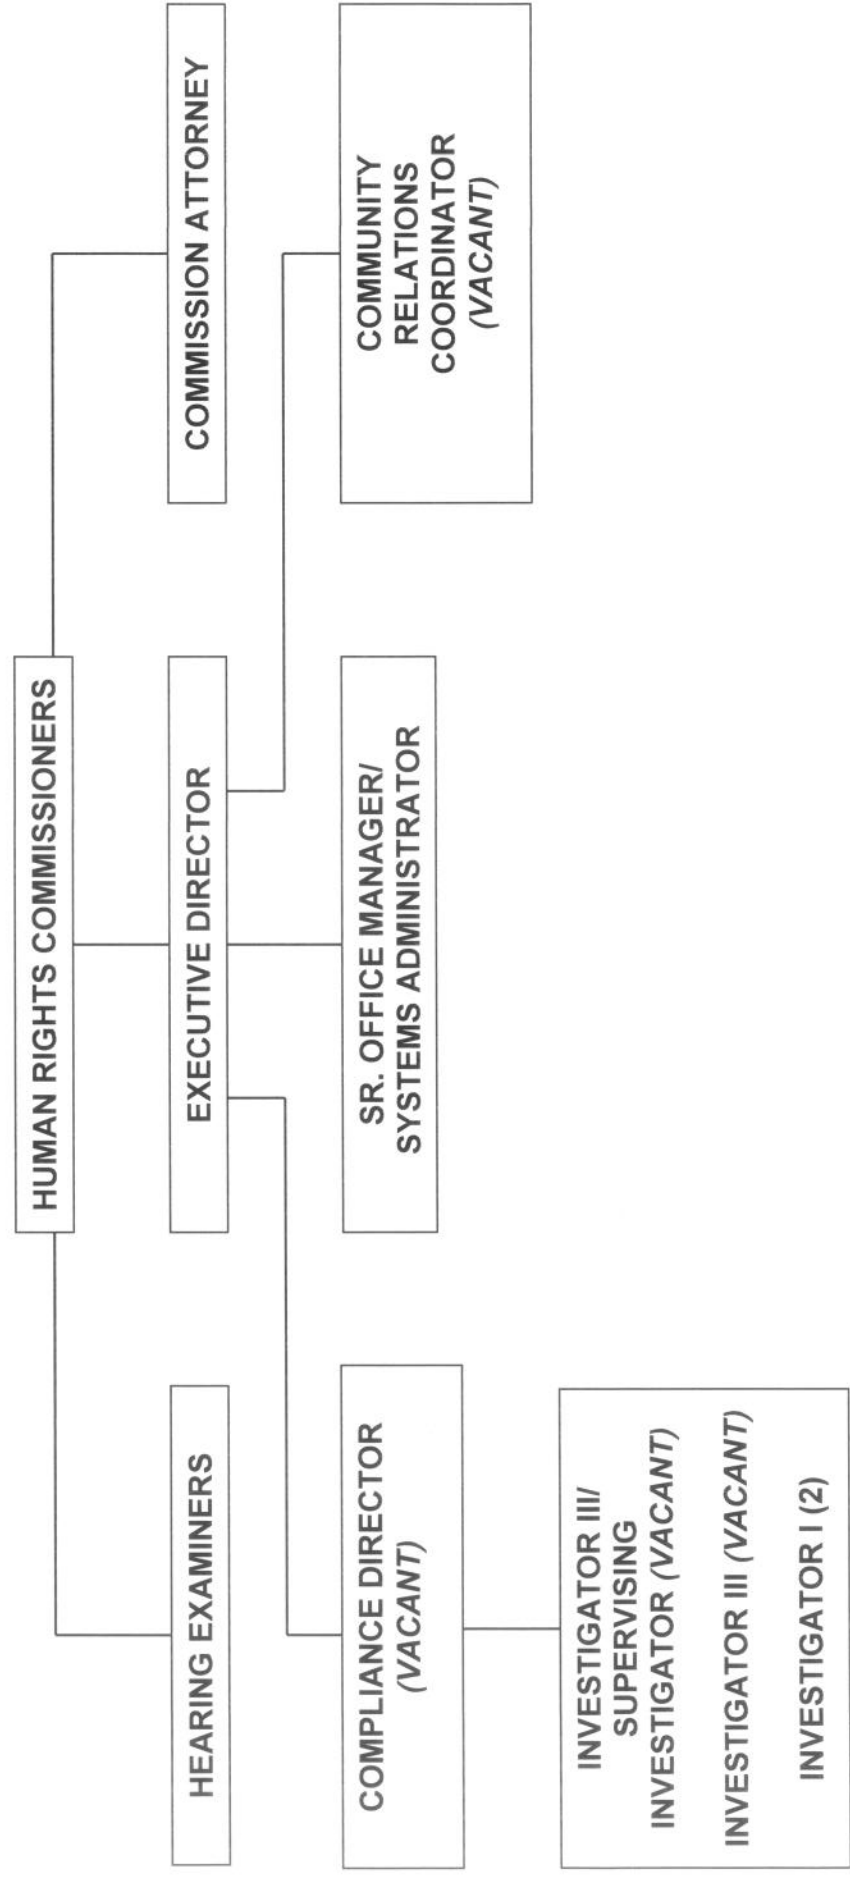 HUMAN RIGHTS COMMISSIONERS
HEARING EXAMINERS
EXECUTIVE DIRECTOR
COMMISSION ATTORNEY
COMPLIANCE DIRECTOR
(VACANT)
SR. OFFICE MANAGER/
SYSTEMS ADMINISTRATOR
COMMUNITY
RELATIONS
COORDINATOR
(VACANT)
INVESTIGATOR III/
SUPERVISING
INVESTIGATOR (VACANT)
INVESTIGATOR III (VACANT)
INVESTIGATOR I (2)